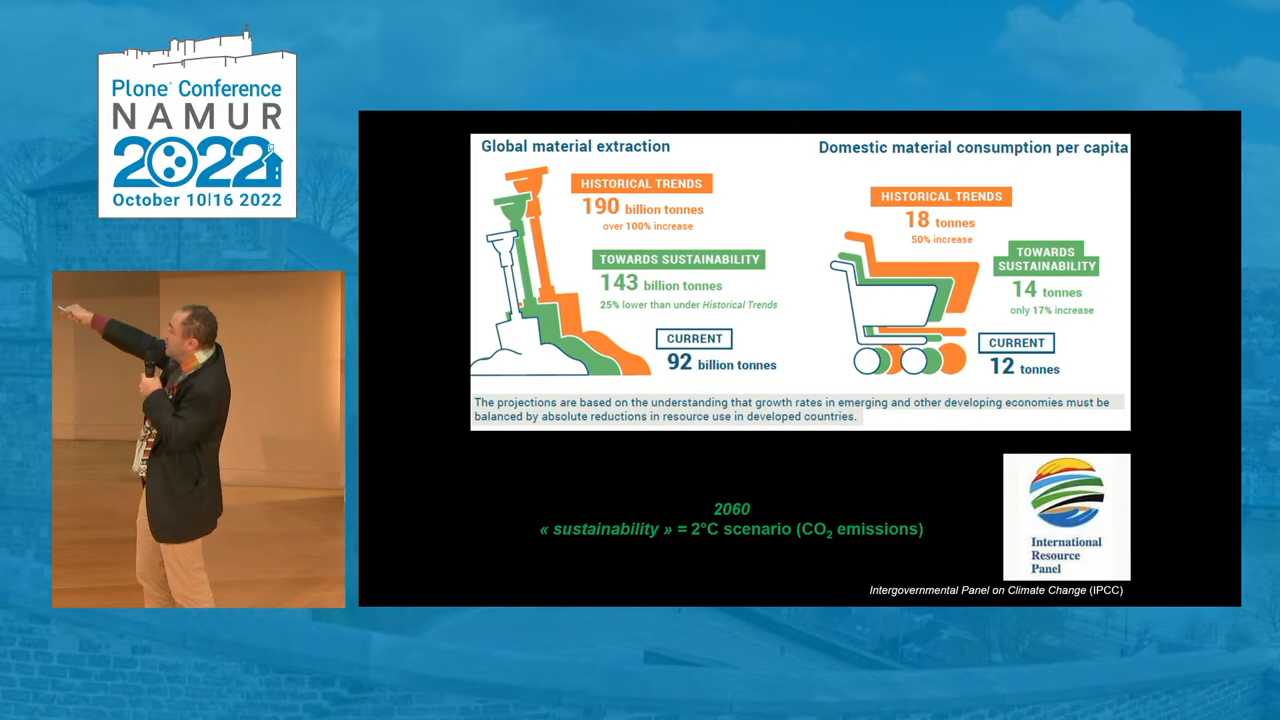 Plone® Conference
NAMUR
2022
October 10|16 2022
Global material extraction
HISTORICAL TRENDS
190 billion tonnes
over 100% increase
TOWARDS SUSTAINABILITY
143 billion tonnes
25% lower than under Historical Trends
CURRENT
92 billion tonnes
Domestic material consumption per capita
HISTORICAL TRENDS
18 tonnes
50% increase
TOWARDS
SUSTAINABILITY
14 tonnes
only 17% increase
CURRENT
12 tonnes
The projections are based on the understanding that growth rates in emerging and other developing economies must be
balanced by absolute reductions in resource use in developed countries.
2060
« sustainability » = 2°C scenario (CO₂ emissions)
International
Resource
Panel
Intergovernmental Panel on Climate Change (IPCC)